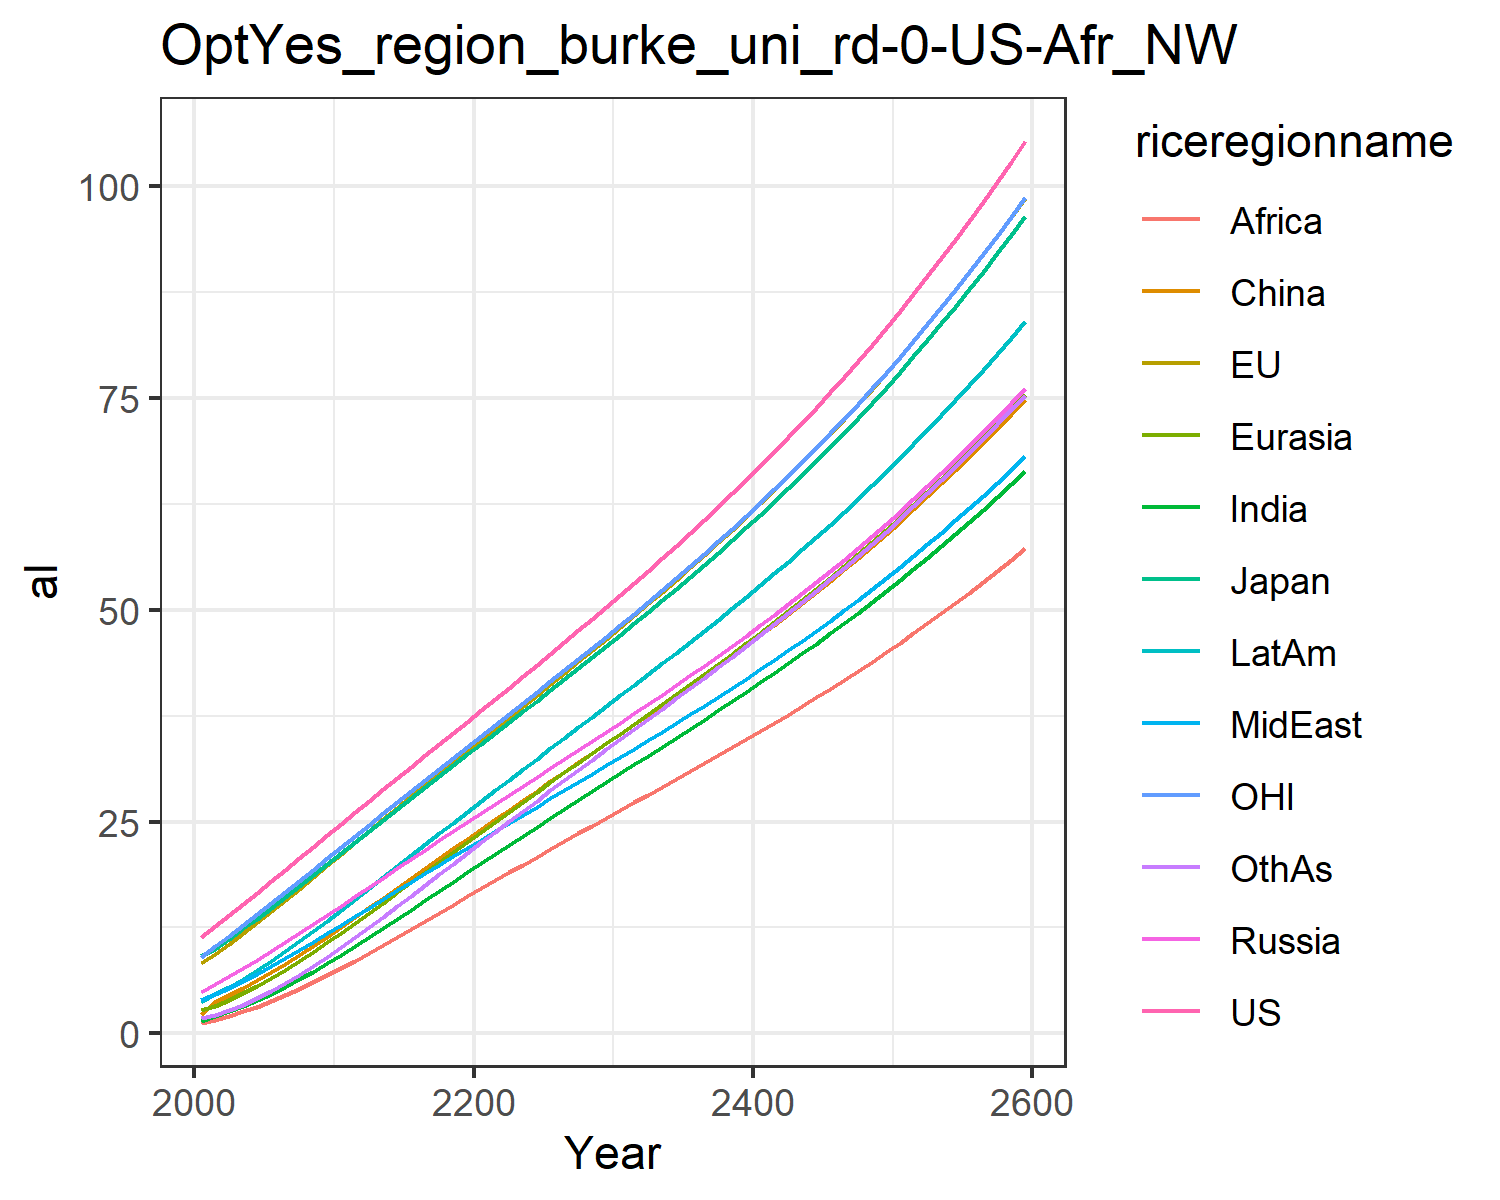 OptYes_region_burke_uni_rd-0-US-Afr_NW
100
75
50
25
0
al
2000 2200 2400 2600
Year
riceregionname
Africa
China
EU
Eurasia
India
Japan
LatAm
MidEast
OHI
OthAs
Russia
US